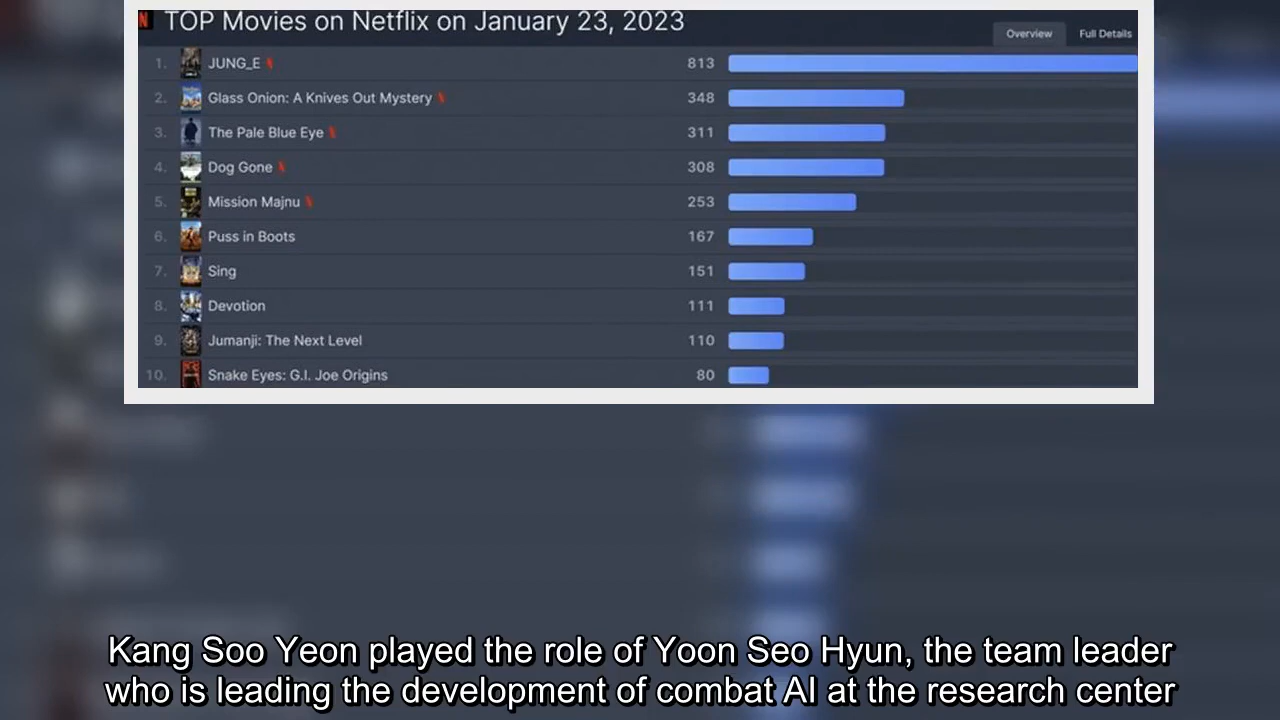 N TOP Movies on Netflix on January 23, 2023
Overview Full Details
1. JUNG_E N 813
2. Glass Onion: A Knives Out Mystery N 348
3. The Pale Blue Eye N 311
4. Dog Gone N 308
5. Mission Majnu N 253
6. Puss in Boots 167
7. Sing 151
8. Devotion 111
9. Jumanji: The Next Level 110
10. Snake Eyes: G.I. Joe Origins 80
Kang Soo Yeon played the role of Yoon Seo Hyun, the team leader
who is leading the development of combat AI at the research center